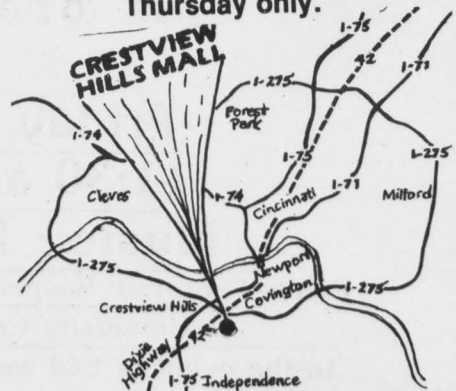 Thursday only.
CRESTVIEW
HILLS MALL
I-75
42
I-71
I-275
Forest
Park
I-74
I-75
I-275
Cleves
I-74
Cincinnati
I-71
Milford
I-275
Newport
I-275
Crestview Hills
Covington
Dixie
Highway
42
I-75
Independence